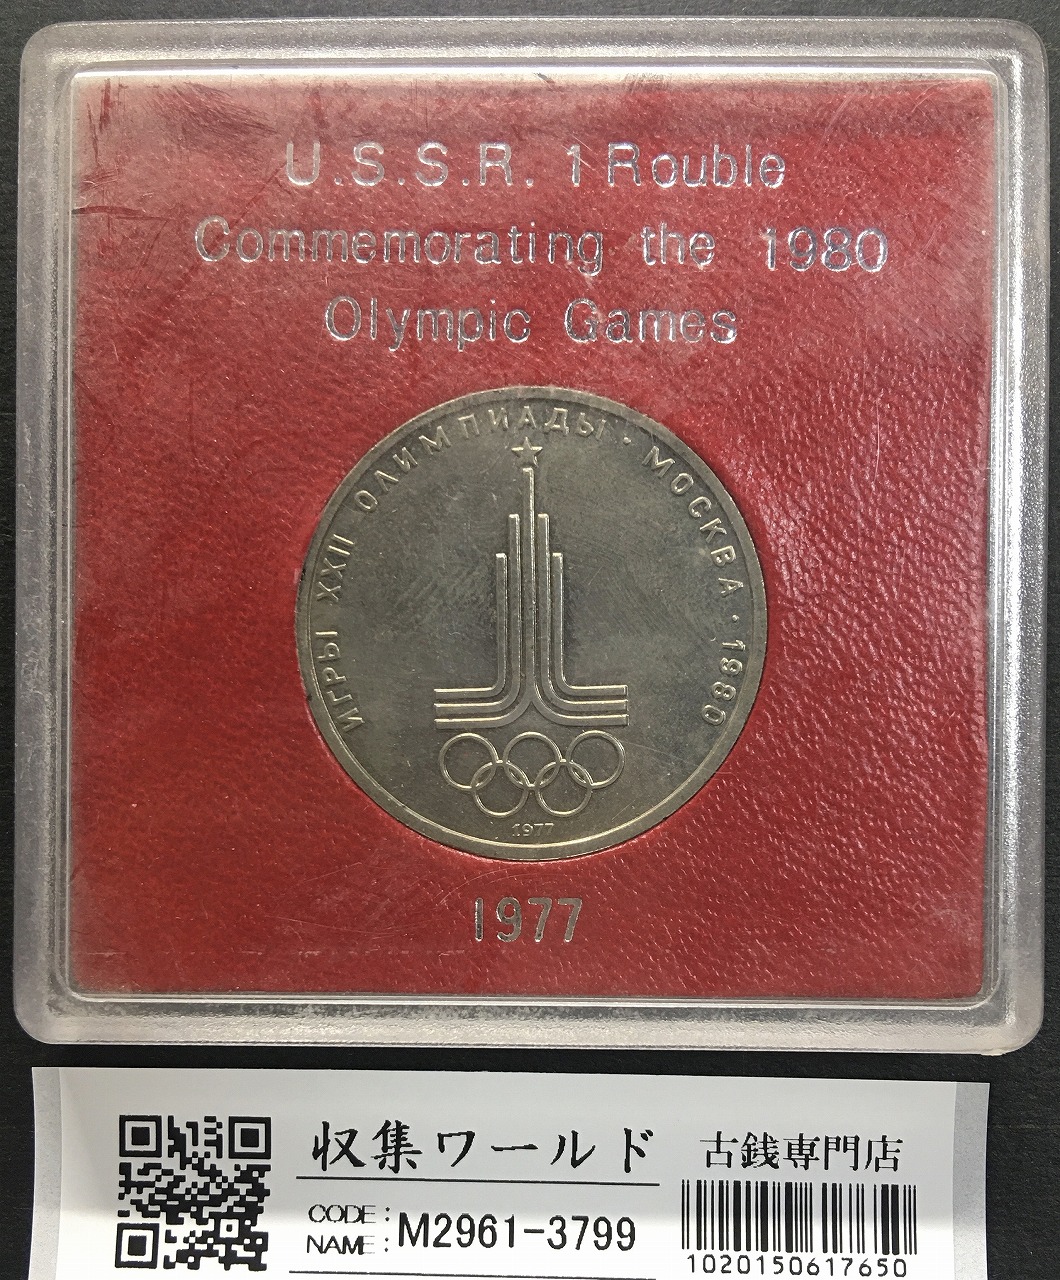 U.S.S.R. 1 Rouble
Commemorating the 1980
Olympic Games
ИГРЫ XXII ОЛИМПИАДЫ · МОСКВА · 1980
1977
1977
収集ワールド 古銭専門店
CODE:
NAME: M2961-3799
1020150617650